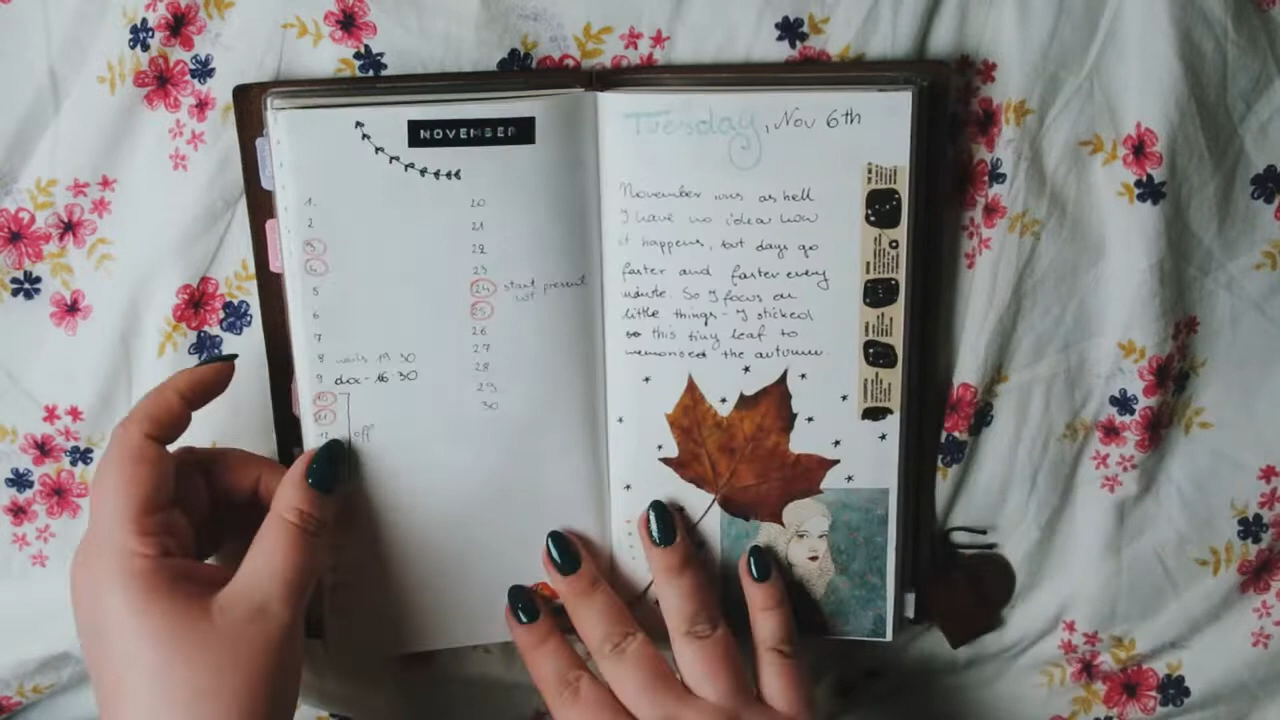 NOVEMBER
1.
2
3
4
5
6
7
8 19 30
9 doc - 16:30
10
11
12
off
20
21
22
23
24 start present
25
26
27
28
29
30
Tuesday, Nov 6th
November was as hell
I have no idea how
it happens, but days go
faster and faster every
minute. So I focus on
little things - I sticked
this tiny leaf to
the autumn.